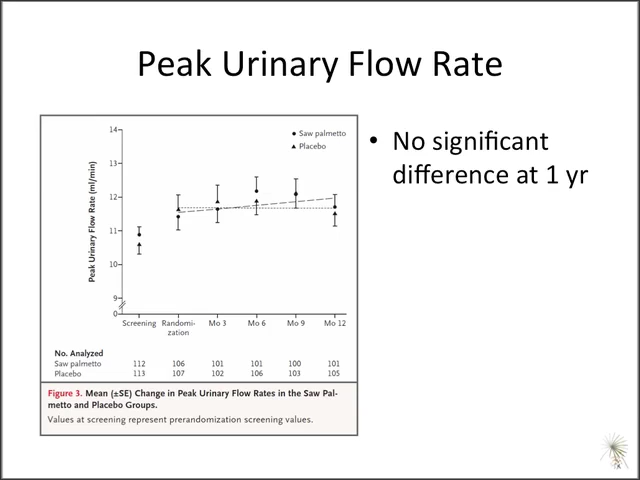 Peak Urinary Flow Rate
• No significant
difference at 1 yr
Peak Urinary Flow Rate (ml/min)
14
13
12
11
10
9
0
Saw palmetto
Placebo
Screening Randomi- Mo 3 Mo 6 Mo 9 Mo 12
zation
No. Analyzed
Saw palmetto 112 106 101 101 100 101
Placebo 113 107 102 106 103 105
Figure 3. Mean (±SE) Change in Peak Urinary Flow Rates in the Saw Pal-
metto and Placebo Groups.
Values at screening represent prerandomization screening values.